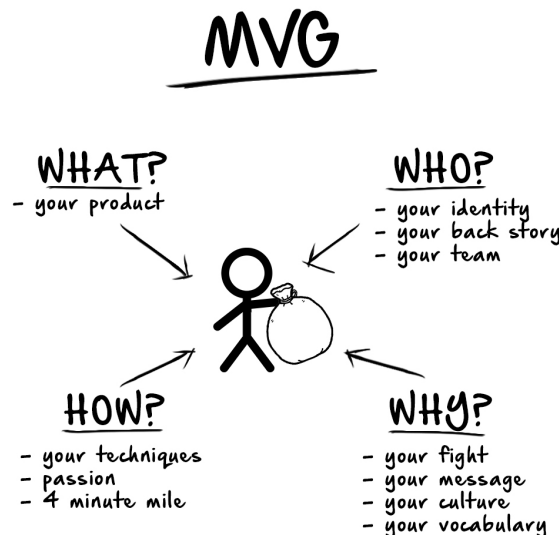 MVG
WHAT?
- your product
WHO?
- your identity
- your back story
- your team
HOW?
- your techniques
- passion
- 4 minute mile
WHY?
- your fight
- your message
- your culture
- your vocabulary